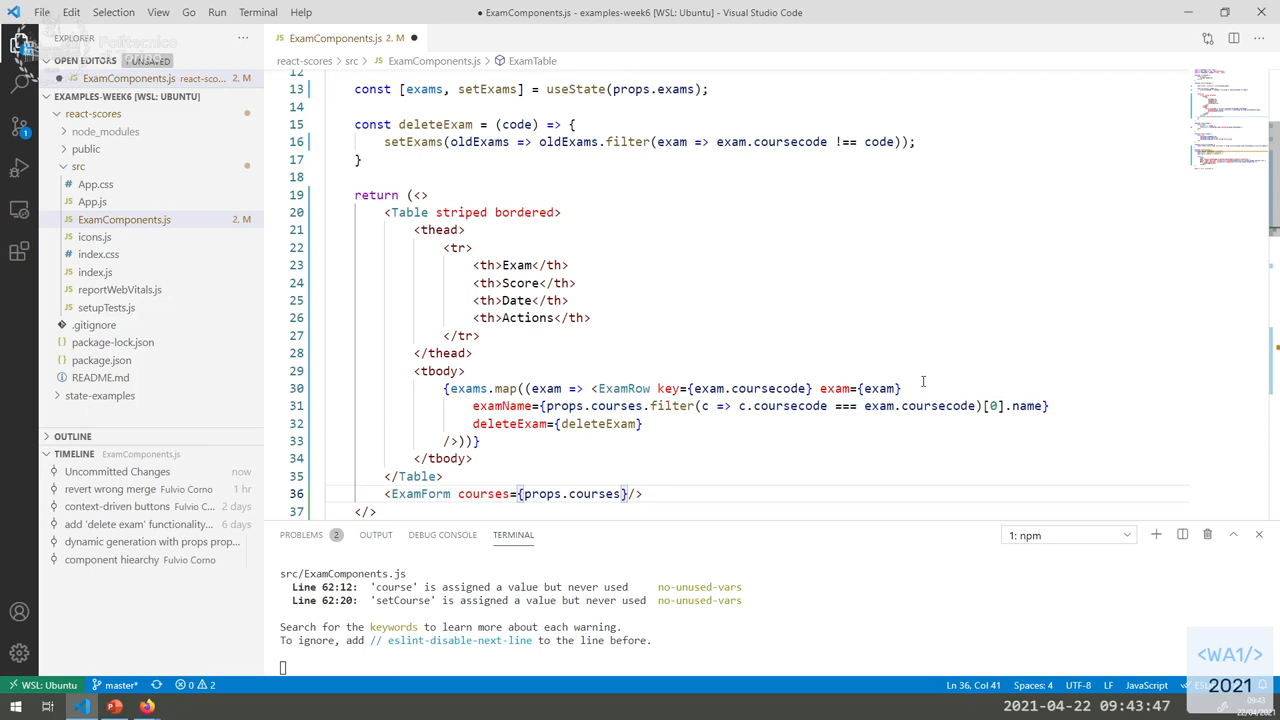 File Edit Selection View Go Run Terminal Help
● ExamComponents.js - examples-week6 [WSL: Ubuntu] - Visual Studio Code
EXPLORER
Politecnico
OPEN EDITORS 1 UNSAVED
ExamComponents.js react-sco... 2, M
EXAMPLES-WEEK6 [WSL: UBUNTU]
react-scores
node_modules
public
src
App.css
App.js
ExamComponents.js 2, M
icons.js
index.css
index.js
reportWebVitals.js
setupTests.js
.gitignore
package-lock.json
package.json
README.md
state-examples
OUTLINE
TIMELINE ExamComponents.js
Uncommitted Changes now
revert wrong merge Fulvio Corno 1 hr
context-driven buttons Fulvio C... 2 days
add 'delete exam' functionality... 2 days
dynamic generation with props prop...
component hiearchy Fulvio Corno
ExamComponents.js 2, M ●
react-scores > src > ExamComponents.js > ExamTable
12
13 const [exams, setExams] = useState(props.exams);
14
15 const deleteExam = (code) => {
16 setExams(oldExams => oldExams.filter(exam => exam.coursecode !== code));
17 }
18
19 return (<>
20 <Table striped bordered>
21 <thead>
22 <tr>
23 <th>Exam</th>
24 <th>Score</th>
25 <th>Date</th>
26 <th>Actions</th>
27 </tr>
28 </thead>
29 <tbody>
30 {exams.map((exam => <ExamRow key={exam.coursecode} exam={exam}
31 examName={props.courses.filter(c => c.coursecode === exam.coursecode)[0].name}
32 deleteExam={deleteExam}
33 />))}
34 </tbody>
35 </Table>
36 <ExamForm courses={props.courses}/>
37 </>
PROBLEMS 2 OUTPUT DEBUG CONSOLE TERMINAL 1: npm
src/ExamComponents.js
Line 62:12: 'course' is assigned a value but never used no-unused-vars
Line 62:20: 'setCourse' is assigned a value but never used no-unused-vars
Search for the keywords to learn more about each warning.
To ignore, add // eslint-disable-next-line to the line before.
<WA1/>
2021
WSL: Ubuntu master* 0 2 Ln 36, Col 41 Spaces: 4 UTF-8 LF JavaScript
2021-04-22 09:43:47
09:43
22/04/2021